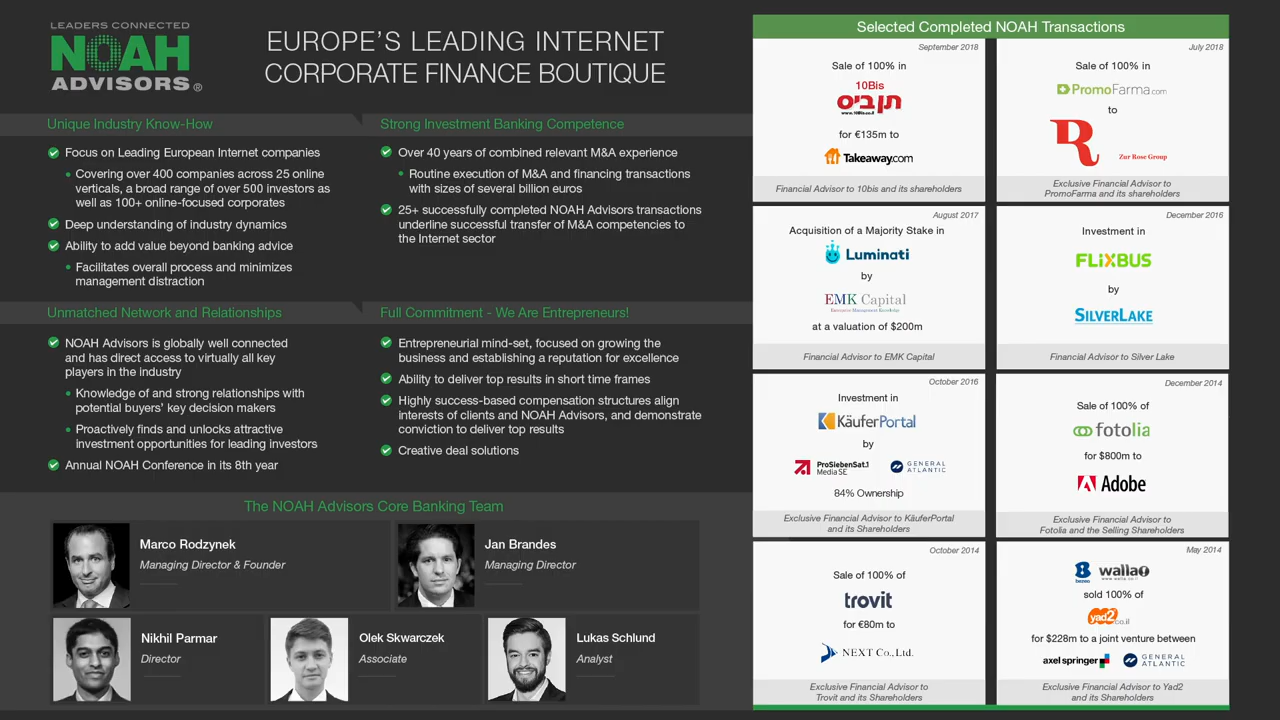 LEADERS CONNECTED
NOAH
ADVISORS®
EUROPE'S LEADING INTERNET
CORPORATE FINANCE BOUTIQUE
Unique Industry Know-How
Focus on Leading European Internet companies
• Covering over 400 companies across 25 online
verticals, a broad range of over 500 investors as
well as 100+ online-focused corporates
Deep understanding of industry dynamics
Ability to add value beyond banking advice
• Facilitates overall process and minimizes
management distraction
Strong Investment Banking Competence
Over 40 years of combined relevant M&A experience
• Routine execution of M&A and financing transactions
with sizes of several billion euros
25+ successfully completed NOAH Advisors transactions
underline successful transfer of M&A competencies to
the Internet sector
Unmatched Network and Relationships
NOAH Advisors is globally well connected
and has direct access to virtually all key
players in the industry
• Knowledge of and strong relationships with
potential buyers' key decision makers
• Proactively finds and unlocks attractive
investment opportunities for leading investors
Annual NOAH Conference in its 8th year
Full Commitment - We Are Entrepreneurs!
Entrepreneurial mind-set, focused on growing the
business and establishing a reputation for excellence
Ability to deliver top results in short time frames
Highly success-based compensation structures align
interests of clients and NOAH Advisors, and demonstrate
conviction to deliver top results
Creative deal solutions
The NOAH Advisors Core Banking Team
Marco Rodzynek
Managing Director & Founder
Jan Brandes
Managing Director
Nikhil Parmar
Director
Olek Skwarczek
Associate
Lukas Schlund
Analyst
Selected Completed NOAH Transactions
September 2018
Sale of 100% in
10Bis
תן ביס
www.10Bis.co.il
for €135m to
Takeaway.com
Financial Advisor to 10bis and its shareholders
July 2018
Sale of 100% in
PromoFarma.com
to
R
Zur Rose Group
Exclusive Financial Advisor to
PromoFarma and its shareholders
August 2017
Acquisition of a Majority Stake in
Luminati
by
EMK Capital
Entrepreneurs Management Knowledge
at a valuation of $200m
Financial Advisor to EMK Capital
December 2016
Investment in
FLiXBUS
by
SILVERLAKE
Financial Advisor to Silver Lake
October 2016
Investment in
KäuferPortal
by
ProSiebenSat.1
Media SE
GENERAL
ATLANTIC
84% Ownership
Exclusive Financial Advisor to KäuferPortal
and its Shareholders
December 2014
Sale of 100% of
fotolia
for $800m to
Adobe
Exclusive Financial Advisor to
Fotolia and the Selling Shareholders
October 2014
Sale of 100% of
trovit
for €80m to
NEXT Co., Ltd.
Exclusive Financial Advisor to
Trovit and its Shareholders
May 2014
bezeq
walla!
www.walla.co.il
sold 100% of
yad2.co.il
for $228m to a joint venture between
axel springer
GENERAL
ATLANTIC
Exclusive Financial Advisor to Yad2
and its Shareholders